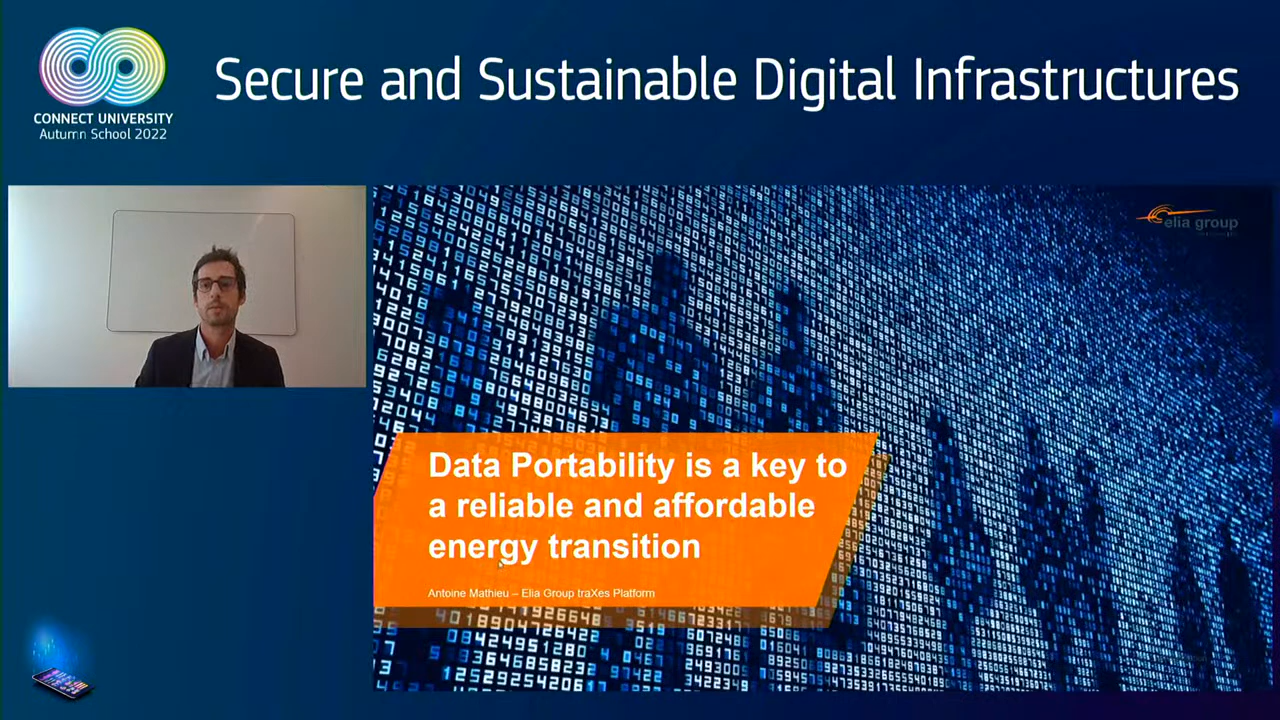 CONNECT UNIVERSITY
Autumn School 2022
Secure and Sustainable Digital Infrastructures
elia group
Data Portability is a key to
a reliable and affordable
energy transition
Antoine Mathieu – Elia Group traXes Platform